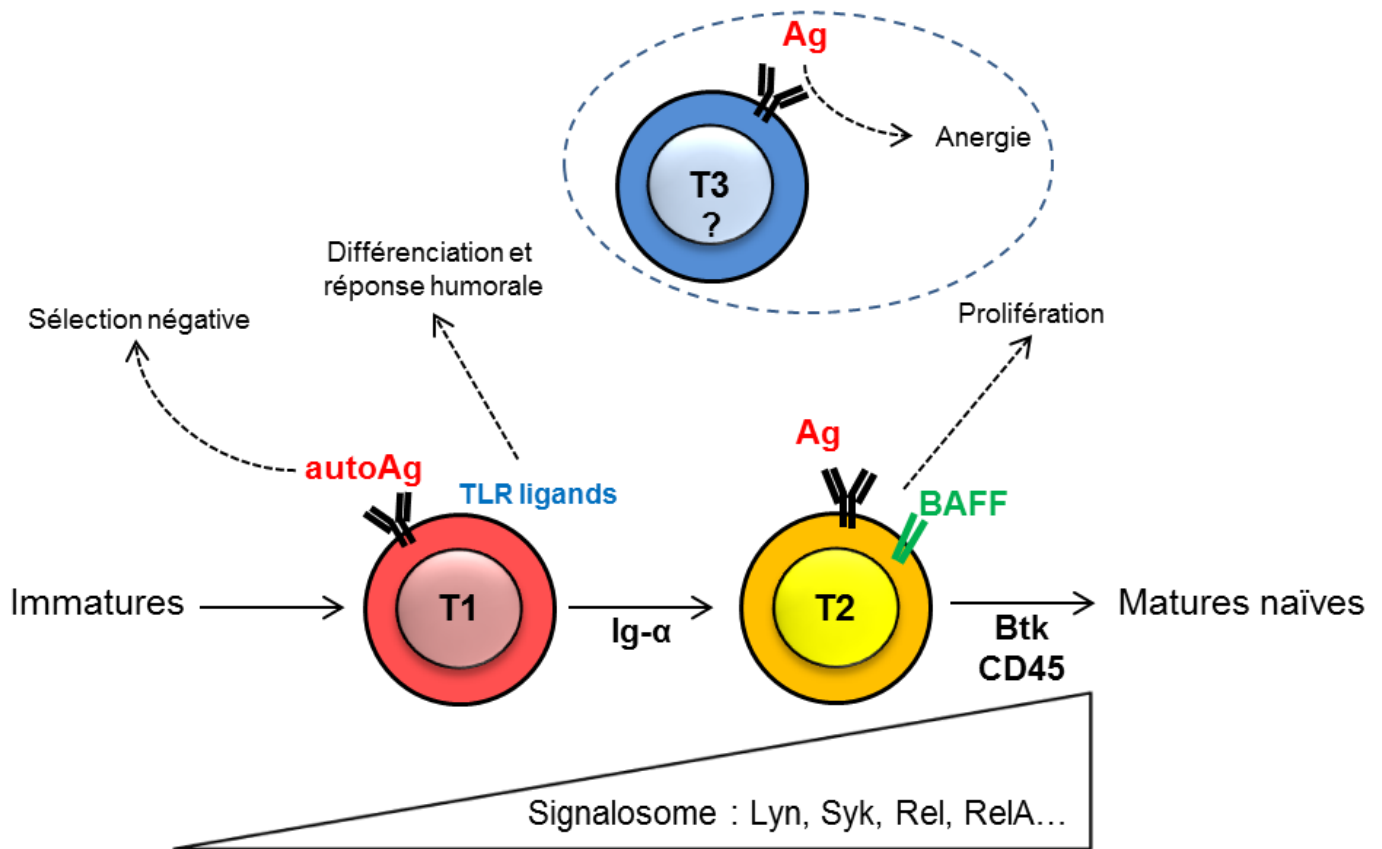 Ag
Anergie
T3
?
Différenciation et
réponse humorale
Sélection négative
Prolifération
Ag
autoAg
TLR ligands
BAFF
Immatures
T1
Ig-α
T2
Btk
CD45
Matures naïves
Signalosome : Lyn, Syk, Rel, RelA…